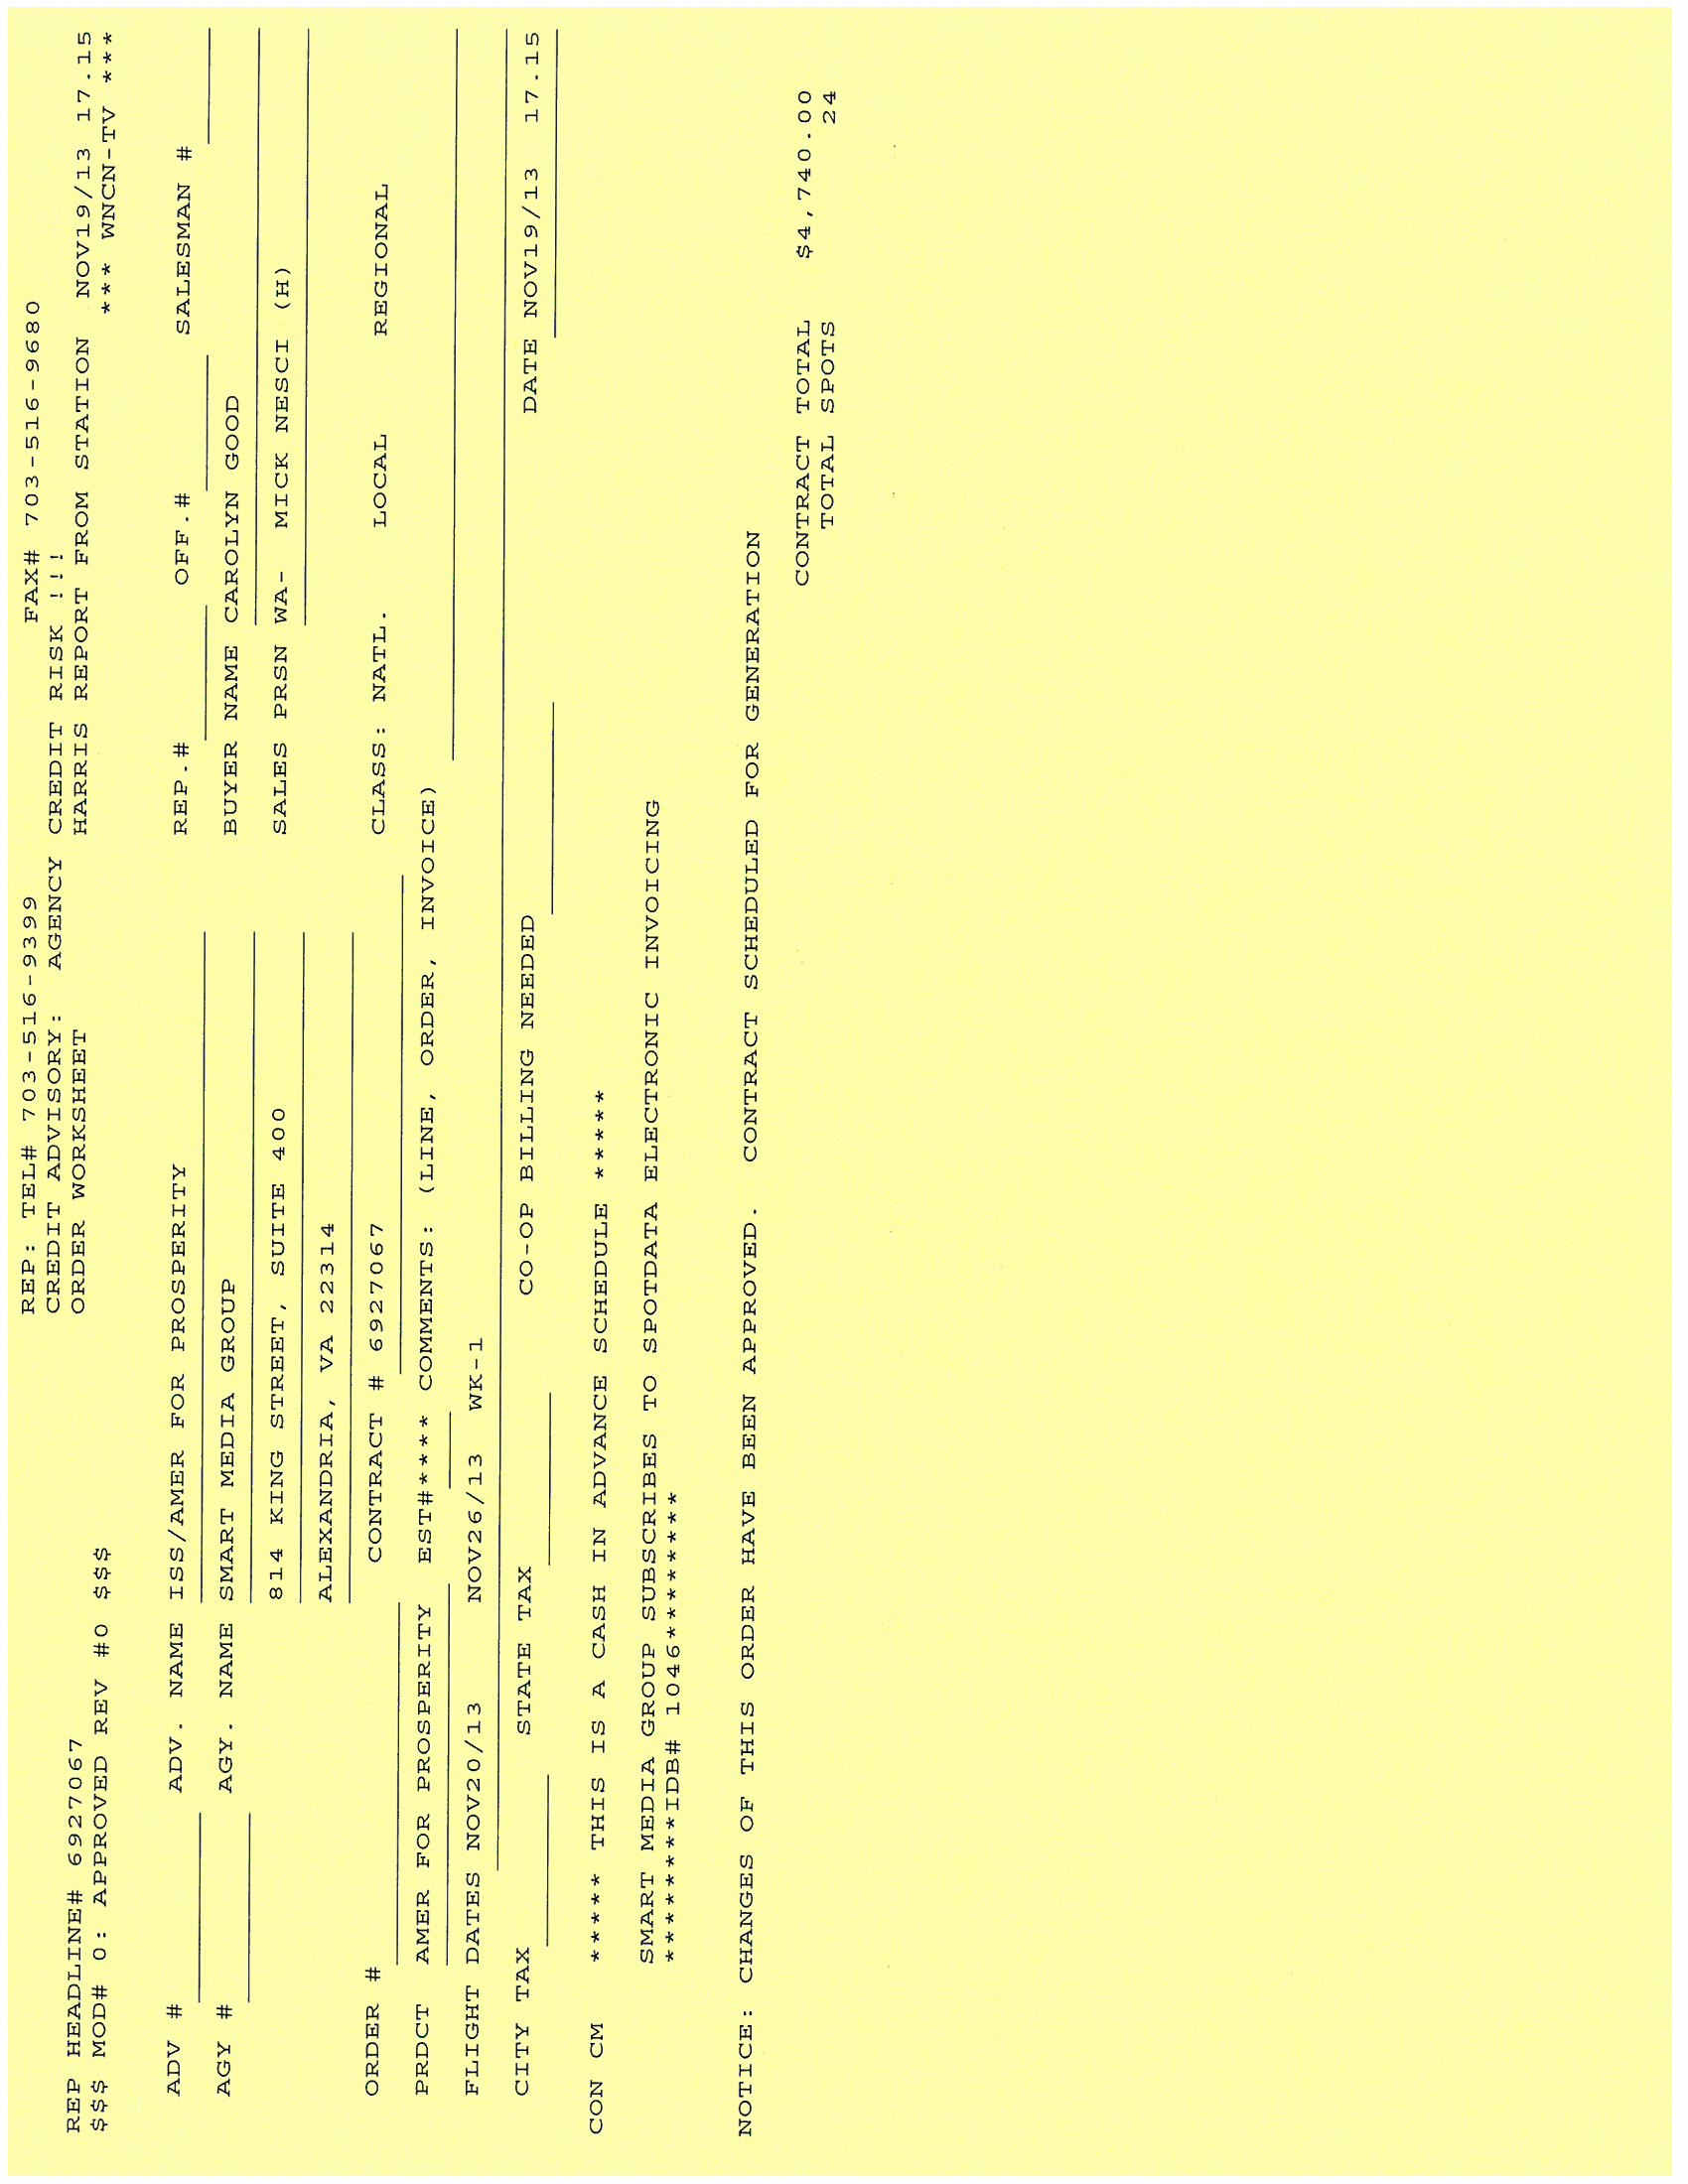 REP: TEL# 703-516-9399 FAX# 703-516-9680
CREDIT ADVISORY: AGENCY CREDIT RISK !!!
REP HEADLINE# 6927067 ORDER WORKSHEET HARRIS REPORT FROM STATION NOV19/13 17.15
$$$ MOD# 0: APPROVED REV #0 $$$ *** WNCN-TV ***
ADV # ADV. NAME ISS/AMER FOR PROSPERITY REP.# OFF.# SALESMAN #
AGY # AGY. NAME SMART MEDIA GROUP BUYER NAME CAROLYN GOOD
814 KING STREET, SUITE 400 SALES PRSN WA- MICK NESCI (H)
ALEXANDRIA, VA 22314
ORDER # CONTRACT # 6927067 CLASS: NATL. LOCAL REGIONAL
PRDCT AMER FOR PROSPERITY EST#**** COMMENTS: (LINE, ORDER, INVOICE)
FLIGHT DATES NOV20/13 NOV26/13 WK-1
CITY TAX STATE TAX CO-OP BILLING NEEDED DATE NOV19/13 17.15
CON CM ***** THIS IS A CASH IN ADVANCE SCHEDULE *****
SMART MEDIA GROUP SUBSCRIBES TO SPOTDATA ELECTRONIC INVOICING
*********IDB# 1046***********
NOTICE: CHANGES OF THIS ORDER HAVE BEEN APPROVED. CONTRACT SCHEDULED FOR GENERATION
CONTRACT TOTAL $4,740.00
TOTAL SPOTS 24